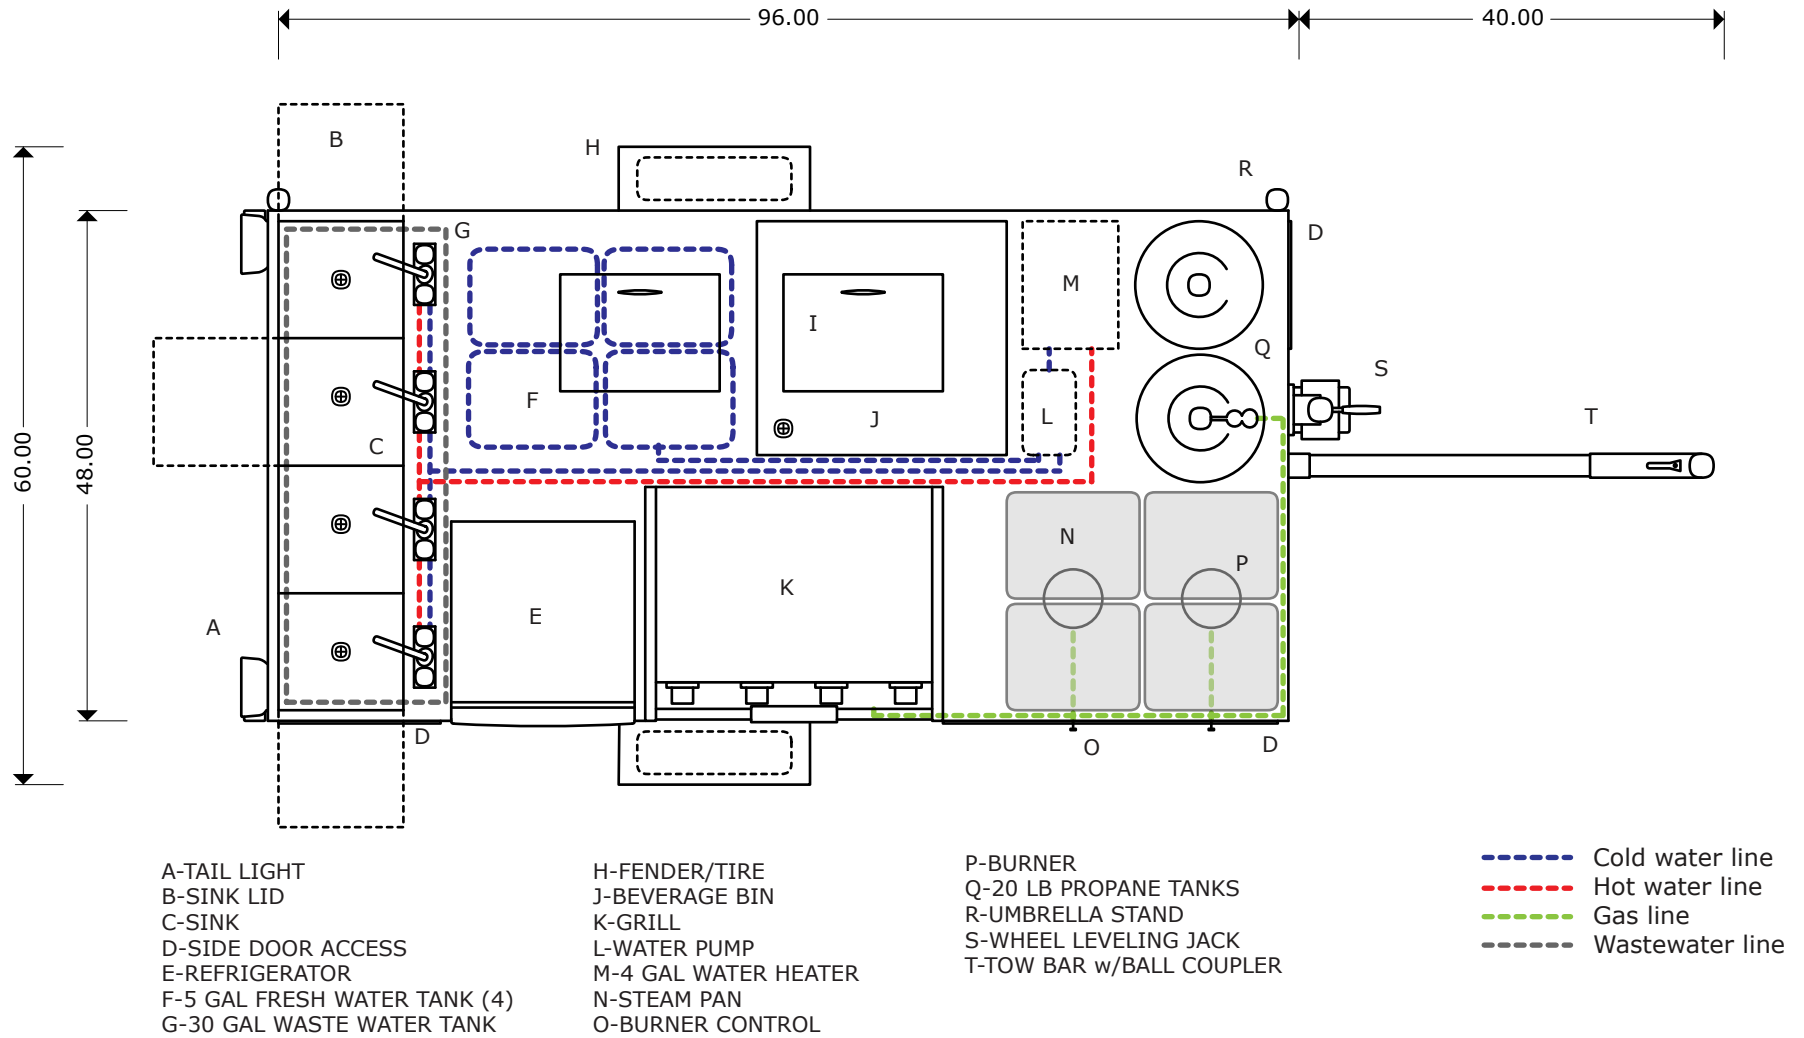 96.00
40.00
B
H
R
G
D
M
I
Q
S
F
L
J
T
C
60.00
48.00
N
P
K
E
A
D
O
D
A-TAIL LIGHT
B-SINK LID
C-SINK
D-SIDE DOOR ACCESS
E-REFRIGERATOR
F-5 GAL FRESH WATER TANK (4)
G-30 GAL WASTE WATER TANK
H-FENDER/TIRE
J-BEVERAGE BIN
K-GRILL
L-WATER PUMP
M-4 GAL WATER HEATER
N-STEAM PAN
O-BURNER CONTROL
P-BURNER
Q-20 LB PROPANE TANKS
R-UMBRELLA STAND
S-WHEEL LEVELING JACK
T-TOW BAR w/BALL COUPLER
Cold water line
Hot water line
Gas line
Wastewater line